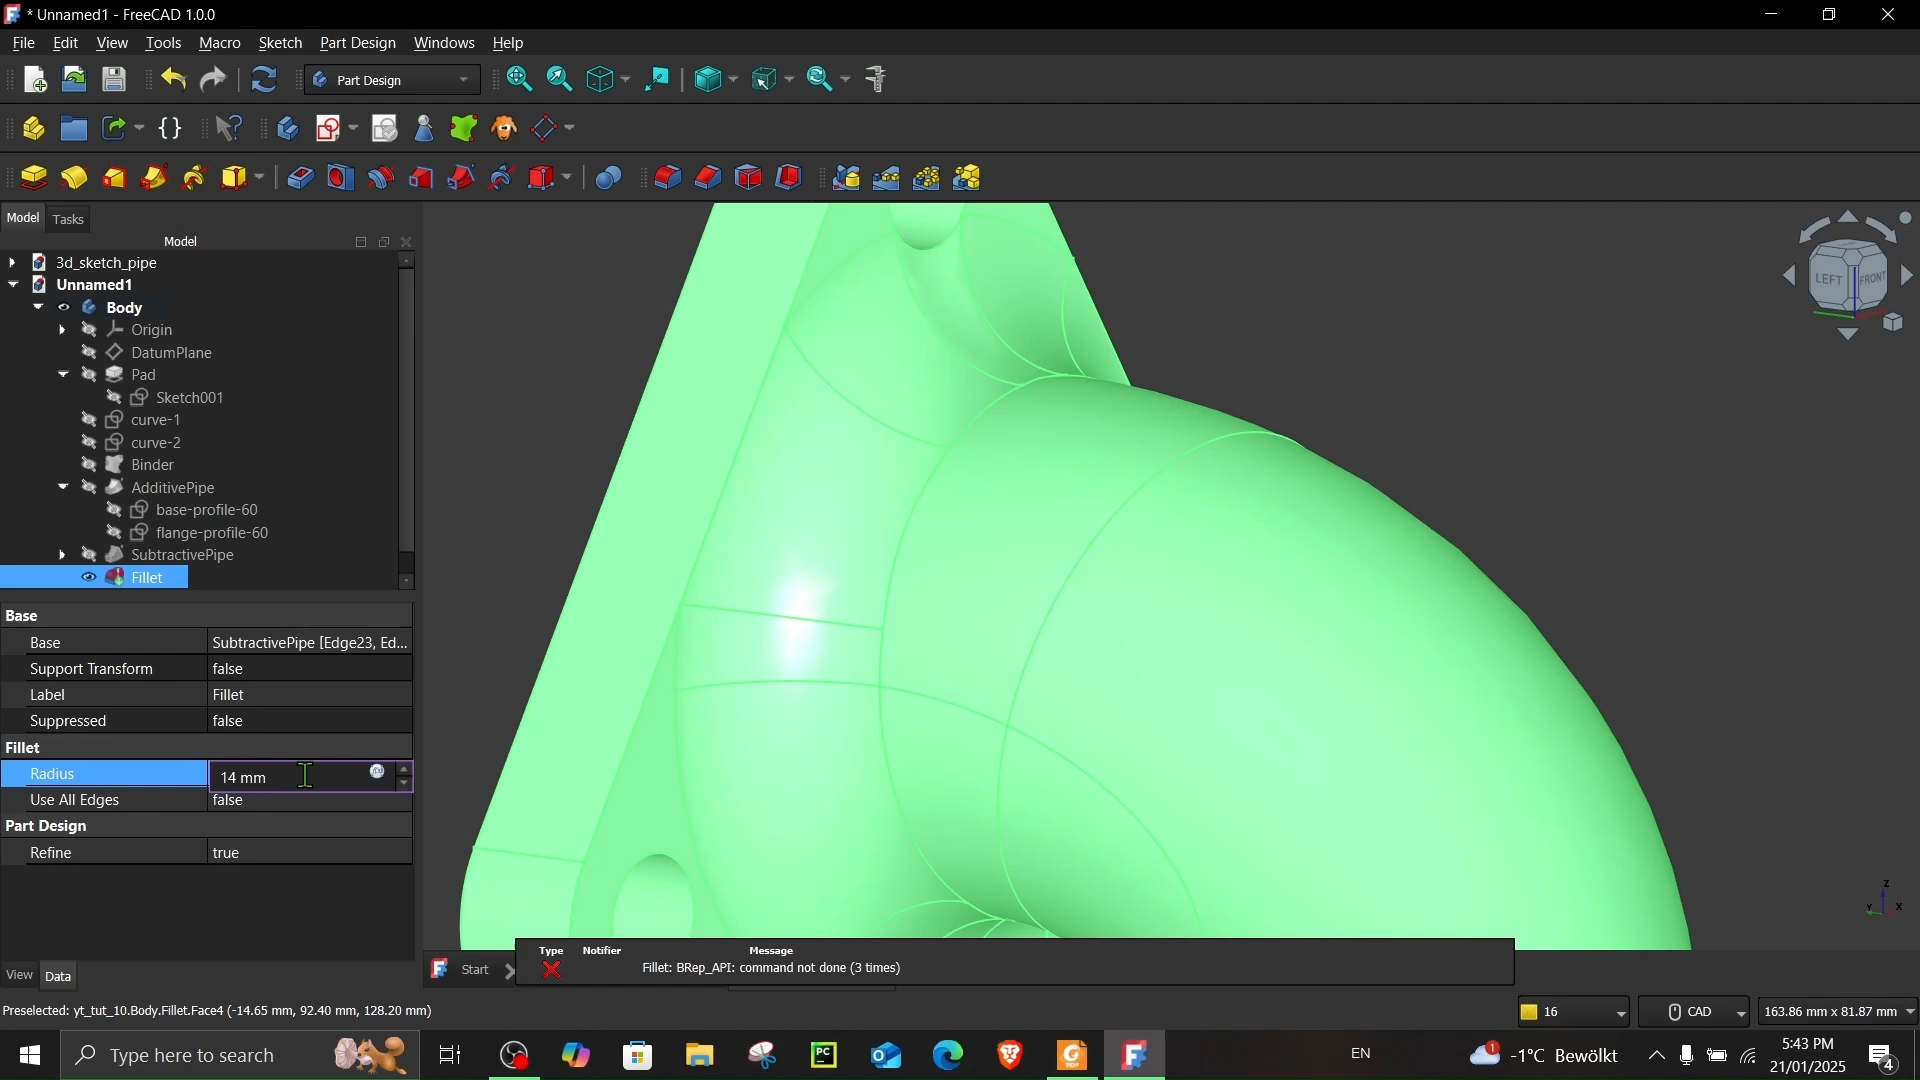 * Unnamed1 - FreeCAD 1.0.0
File Edit View Tools Macro Sketch Part Design Windows Help
Part Design
Model Tasks
Model
3d_sketch_pipe
Unnamed1
Body
Origin
DatumPlane
Pad
Sketch001
curve-1
curve-2
Binder
AdditivePipe
base-profile-60
flange-profile-60
SubtractivePipe
Fillet
Base
Base SubtractivePipe [Edge23, Ed...
Support Transform false
Label Fillet
Suppressed false
Fillet
Radius 14 mm
Use All Edges false
Part Design
Refine true
View Data
LEFT FRONT
Z
Y X
Start
Type Notifier Message
Fillet: BRep_API: command not done (3 times)
Preselected: yt_tut_10.Body.Fillet.Face4 (-14.65 mm, 92.40 mm, 128.20 mm)
16 CAD 163.86 mm x 81.87 mm
Type here to search
PC
PDF
EN
1
-1°C Bewölkt
5:43 PM
21/01/2025
4